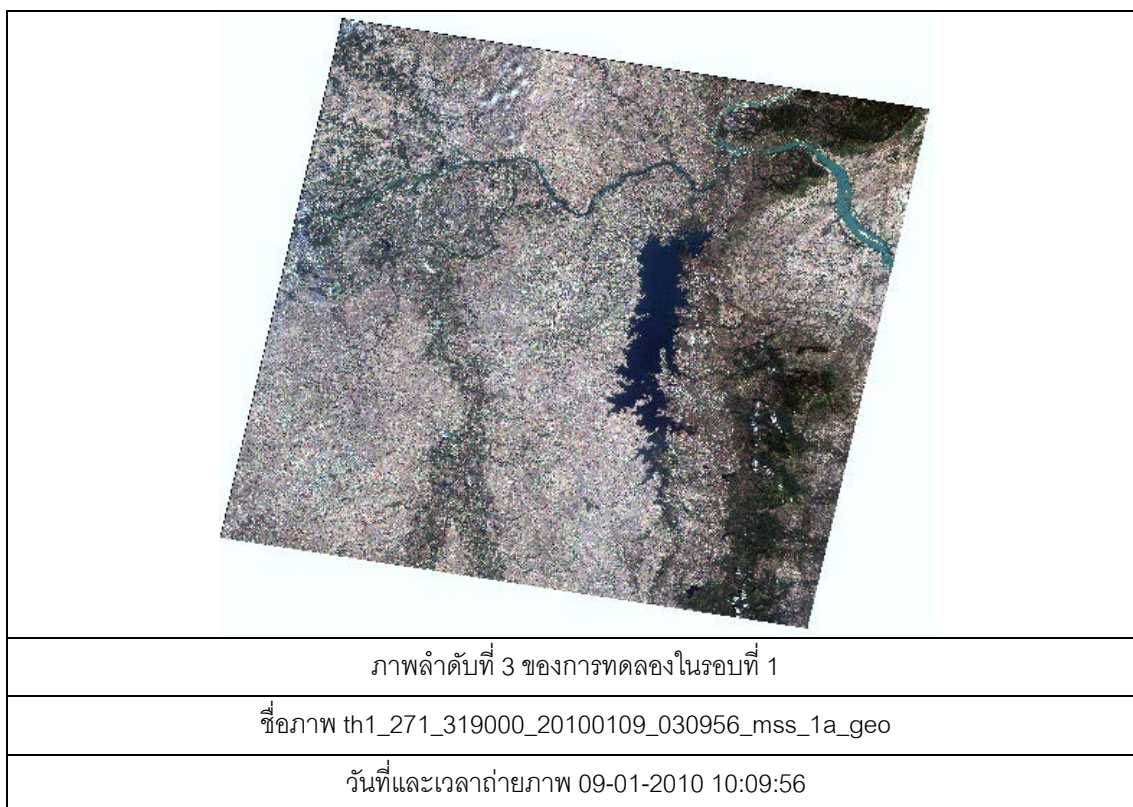 ภาพลำดับที่ 3 ของการทดลองในรอบที่ 1
ชื่อภาพ th1_271_319000_20100109_030956_mss_1a_geo
วันที่และเวลาถ่ายภาพ 09-01-2010 10:09:56